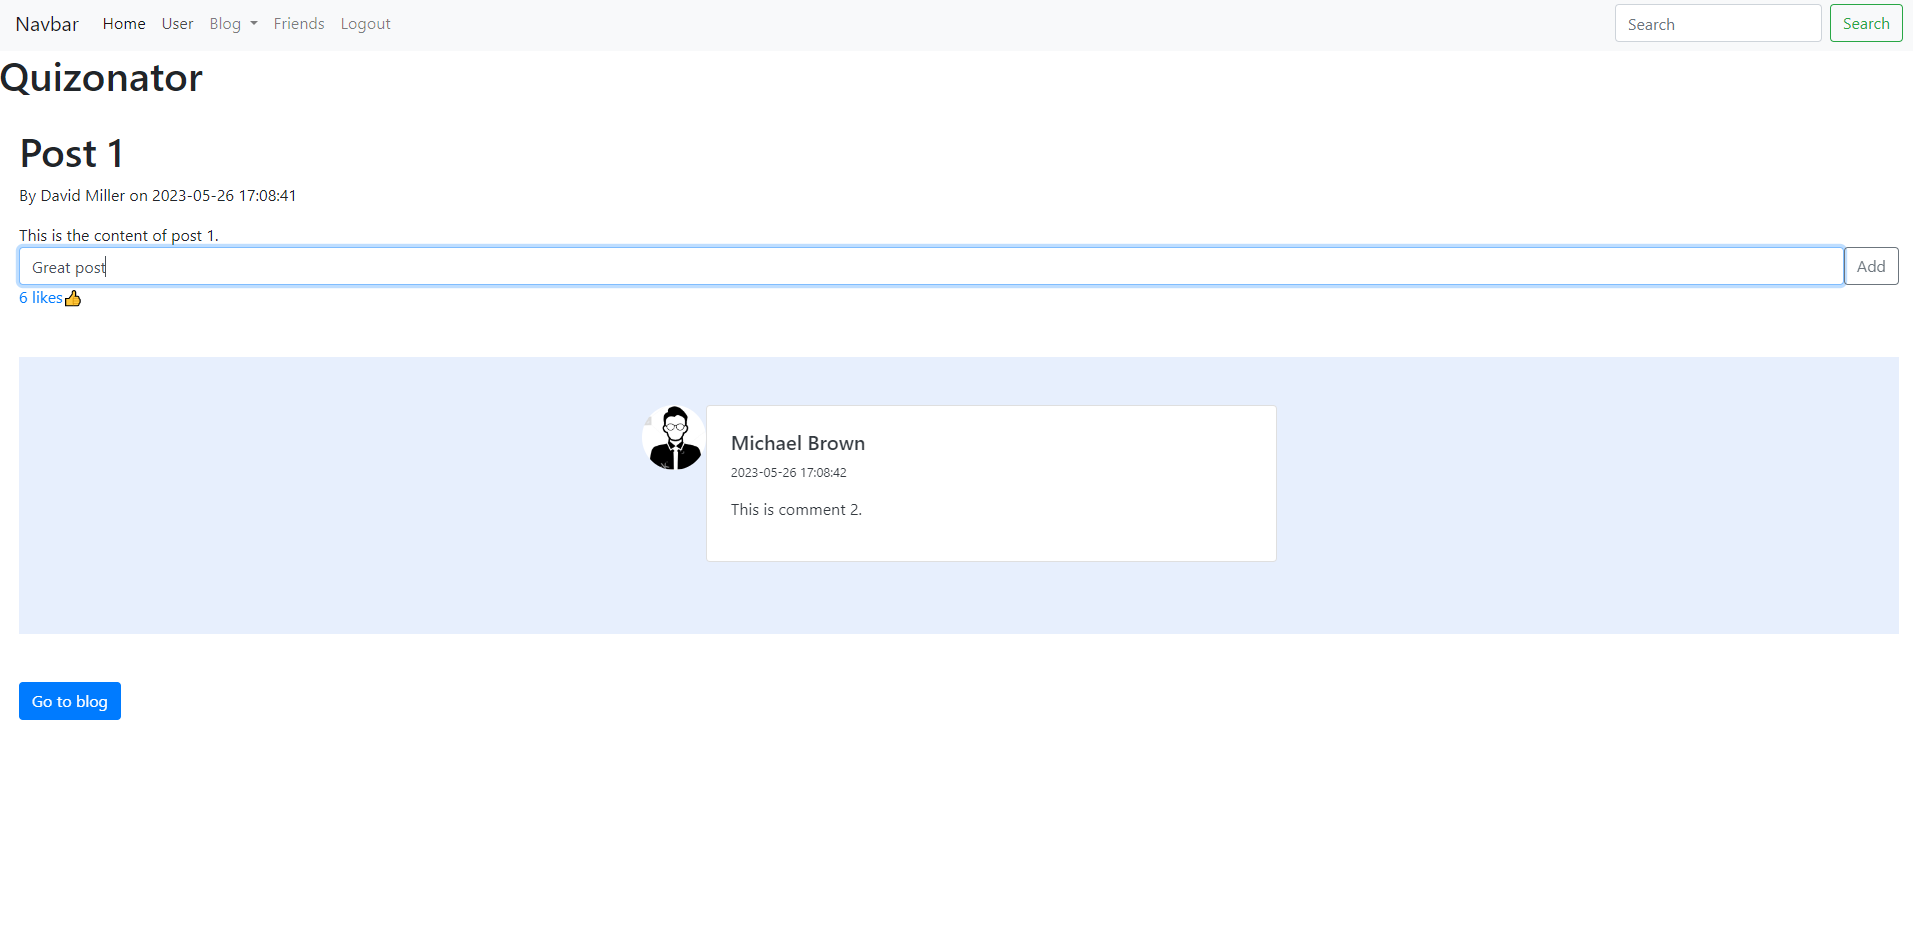 Navbar Home User Blog Friends Logout Search Search
Quizonator
Post 1
By David Miller on 2023-05-26 17:08:41
This is the content of post 1.
Great post Add
6 likes👍
Michael Brown
2023-05-26 17:08:42
This is comment 2.
Go to blog